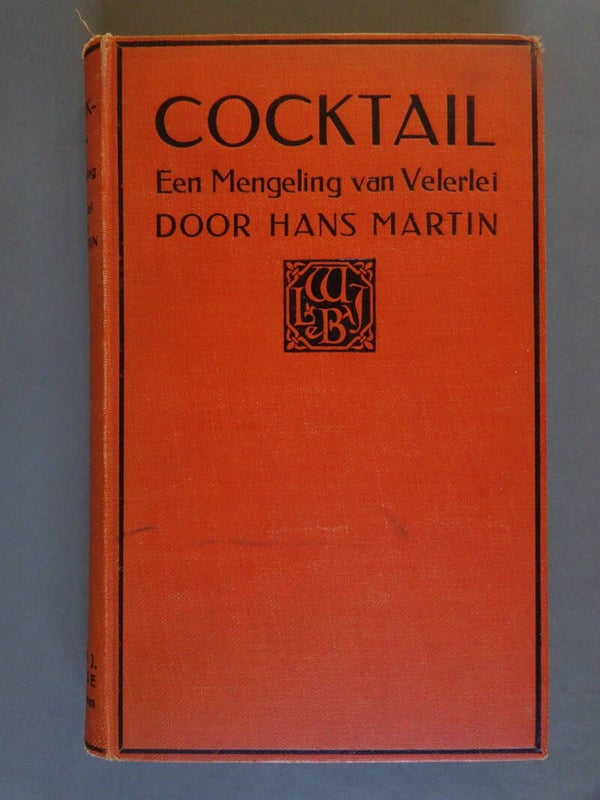 COCKTAIL
Een Mengeling van Velerlei
DOOR HANS MARTIN